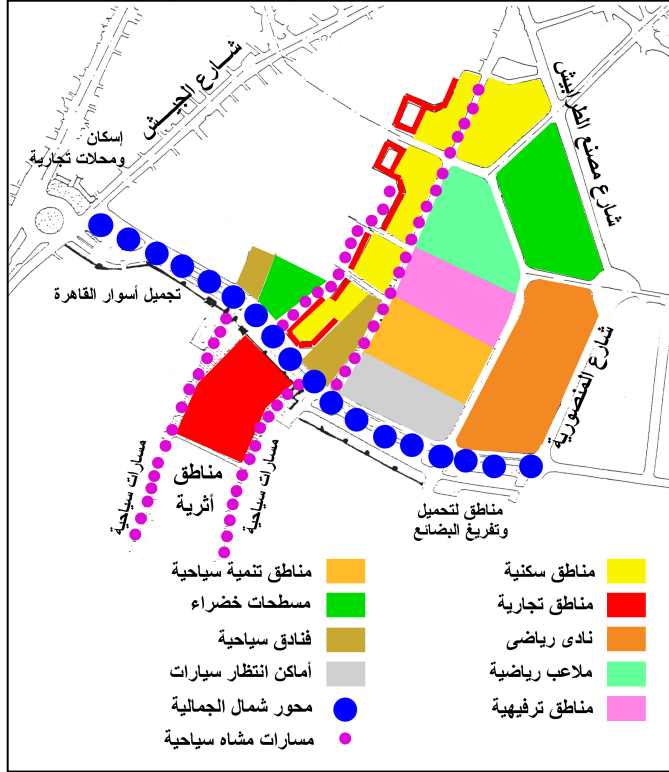 شارع الجيش
شارع مصنع الطرابيش
إسكان
ومحلات تجارية
تجميل أسوار القاهرة
شارع المنصورية
مسارات سياحية
مناطق
أثرية
مسارات سياحية
مناطق لتحميل
وتفريغ البضائع
مناطق سكنية
مناطق تنمية سياحية
مناطق تجارية
مسطحات خضراء
نادى رياضى
فنادق سياحية
ملاعب رياضية
أماكن انتظار سيارات
مناطق ترفيهية
محور شمال الجمالية
مسارات مشاه سياحية